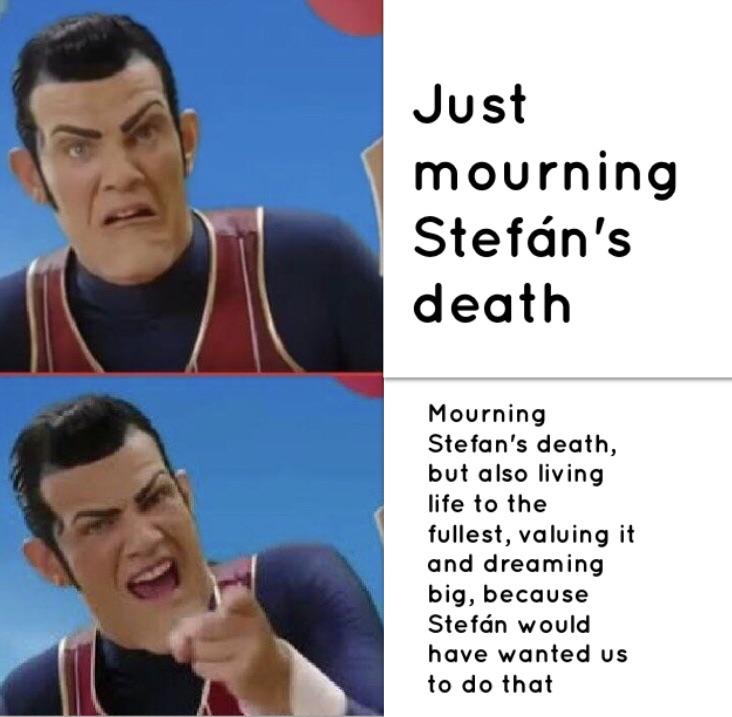 Just
mourning
Stefán's
death
Mourning
Stefan's death,
but also living
life to the
fullest, valuing it
and dreaming
big, because
Stefán would
have wanted us
to do that